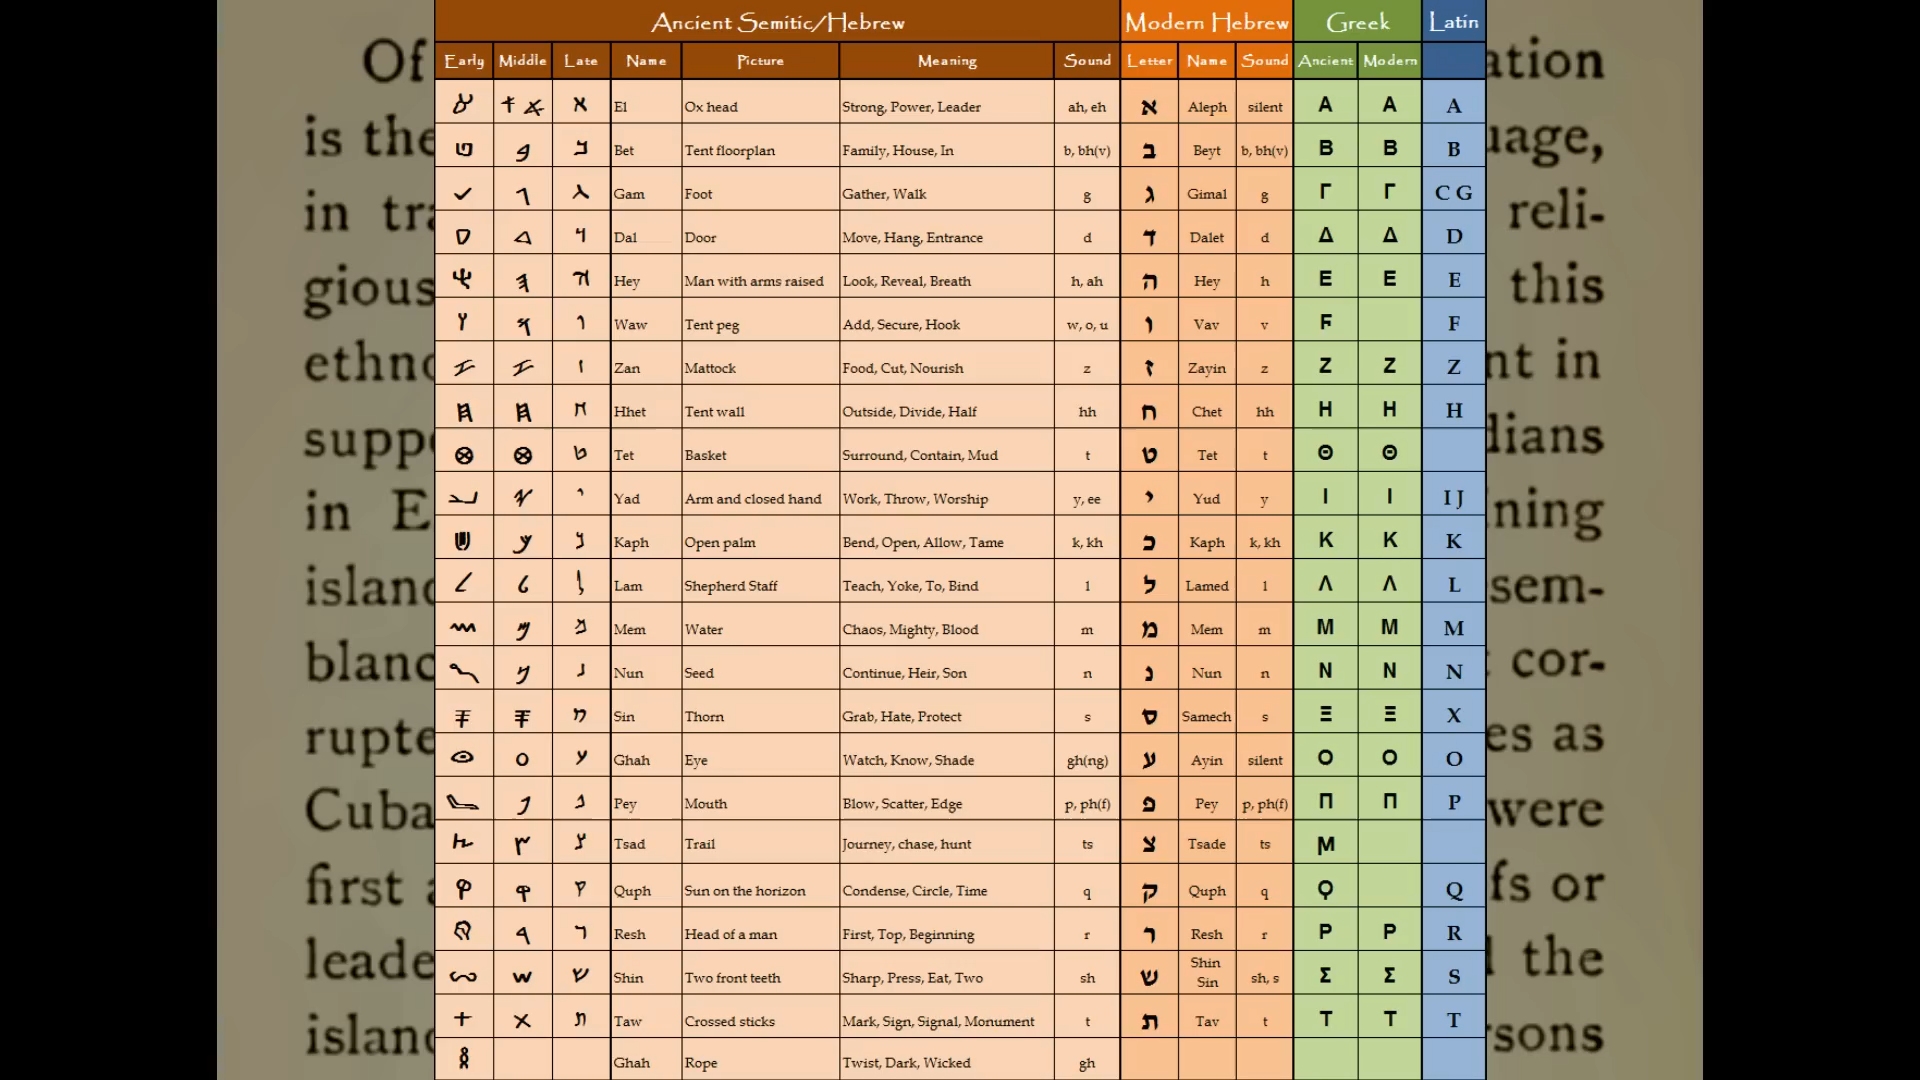 Ancient Semitic/Hebrew Modern Hebrew Greek Latin
Early Middle Late Name Picture Meaning Sound Letter Name Sound Ancient Modern
El Ox head Strong, Power, Leader ah, eh א Aleph silent Α Α A
Bet Tent floorplan Family, House, In b, bh(v) ב Beyt b, bh(v) Β Β B
Gam Foot Gather, Walk g ג Gimal g Γ Γ C G
Dal Door Move, Hang, Entrance d ד Dalet d Δ Δ D
Hey Man with arms raised Look, Reveal, Breath h, ah ה Hey h Ε Ε E
Waw Tent peg Add, Secure, Hook w, o, u ו Vav v Ϝ F
Zan Mattock Food, Cut, Nourish z ז Zayin z Ζ Ζ Z
Hhet Tent wall Outside, Divide, Half hh ח Chet hh Η Η H
Tet Basket Surround, Contain, Mud t ט Tet t Θ Θ
Yad Arm and closed hand Work, Throw, Worship y, ee י Yud y Ι Ι I J
Kaph Open palm Bend, Open, Allow, Tame k, kh כ Kaph k, kh Κ Κ K
Lam Shepherd Staff Teach, Yoke, To, Bind l ל Lamed l Λ Λ L
Mem Water Chaos, Mighty, Blood m מ Mem m Μ Μ M
Nun Seed Continue, Heir, Son n נ Nun n Ν Ν N
Sin Thorn Grab, Hate, Protect s ס Samech s Ξ Ξ X
Ghah Eye Watch, Know, Shade gh(ng) ע Ayin silent Ο Ο O
Pey Mouth Blow, Scatter, Edge p, ph(f) פ Pey p, ph(f) Π Π P
Tsad Trail Journey, chase, hunt ts צ Tsade ts Ϻ
Quph Sun on the horizon Condense, Circle, Time q ק Quph q Ϙ Q
Resh Head of a man First, Top, Beginning r ר Resh r Ρ Ρ R
Shin Two front teeth Sharp, Press, Eat, Two sh ש Shin Sin sh, s Σ Σ S
Taw Crossed sticks Mark, Sign, Signal, Monument t ת Tav t Τ Τ T
Ghah Rope Twist, Dark, Wicked gh